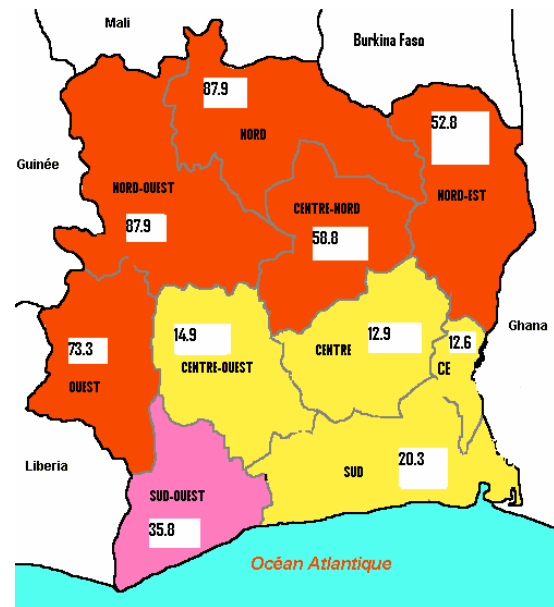 Mali
Burkina Faso
87.9
NORD
52.8
Guinée
NORD-OUEST
87.9
CENTRE-NORD
58.8
NORD-EST
Ghana
73.3
OUEST
14.9
CENTRE-OUEST
12.9
CENTRE
12.6
CE
Liberia
SUD-OUEST
35.8
SUD
20.3
Océan Atlantique